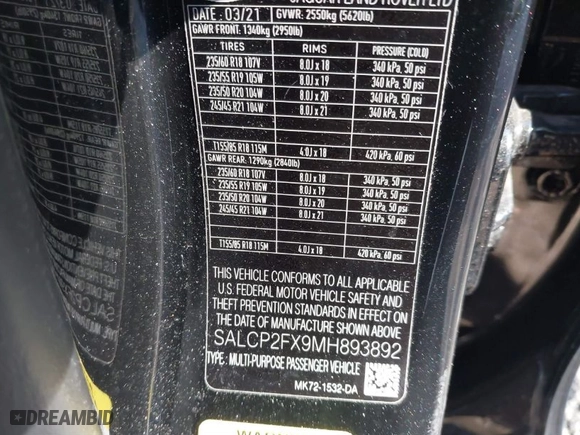 JAGUAR LAND ROVER LTD
DATE : 03/21 GVWR: 2550kg (5620lb)
GAWR FRONT: 1340kg (2950lb)
TIRES RIMS PRESSURE (COLD)
235/60 R18 107V 8.0J x 18 340 kPa, 50 psi
235/55 R19 105W 8.0J x 19 340 kPa, 50 psi
235/50 R20 104W 8.0J x 20 340 kPa, 50 psi
245/45 R21 104W 8.0J x 21 340 kPa, 50 psi
T155/85 R18 115M 4.0J x 18 420 kPa, 60 psi
GAWR REAR: 1290kg (2840lb)
235/60 R18 107V 8.0J x 18 340 kPa, 50 psi
235/55 R19 105W 8.0J x 19 340 kPa, 50 psi
235/50 R20 104W 8.0J x 20 340 kPa, 50 psi
245/45 R21 104W 8.0J x 21 340 kPa, 50 psi
T155/85 R18 115M 4.0J x 18 420 kPa, 60 psi
THIS VEHICLE CONFORMS TO ALL APPLICABLE
U.S. FEDERAL MOTOR VEHICLE SAFETY AND
THEFT PREVENTION STANDARDS IN EFFECT ON
THE DATE OF MANUFACTURE SHOWN ABOVE.
SALCP2FX9MH893892
TYPE : MULTI-PURPOSE PASSENGER VEHICLE
MK72-1532-DA
© DREAMBID